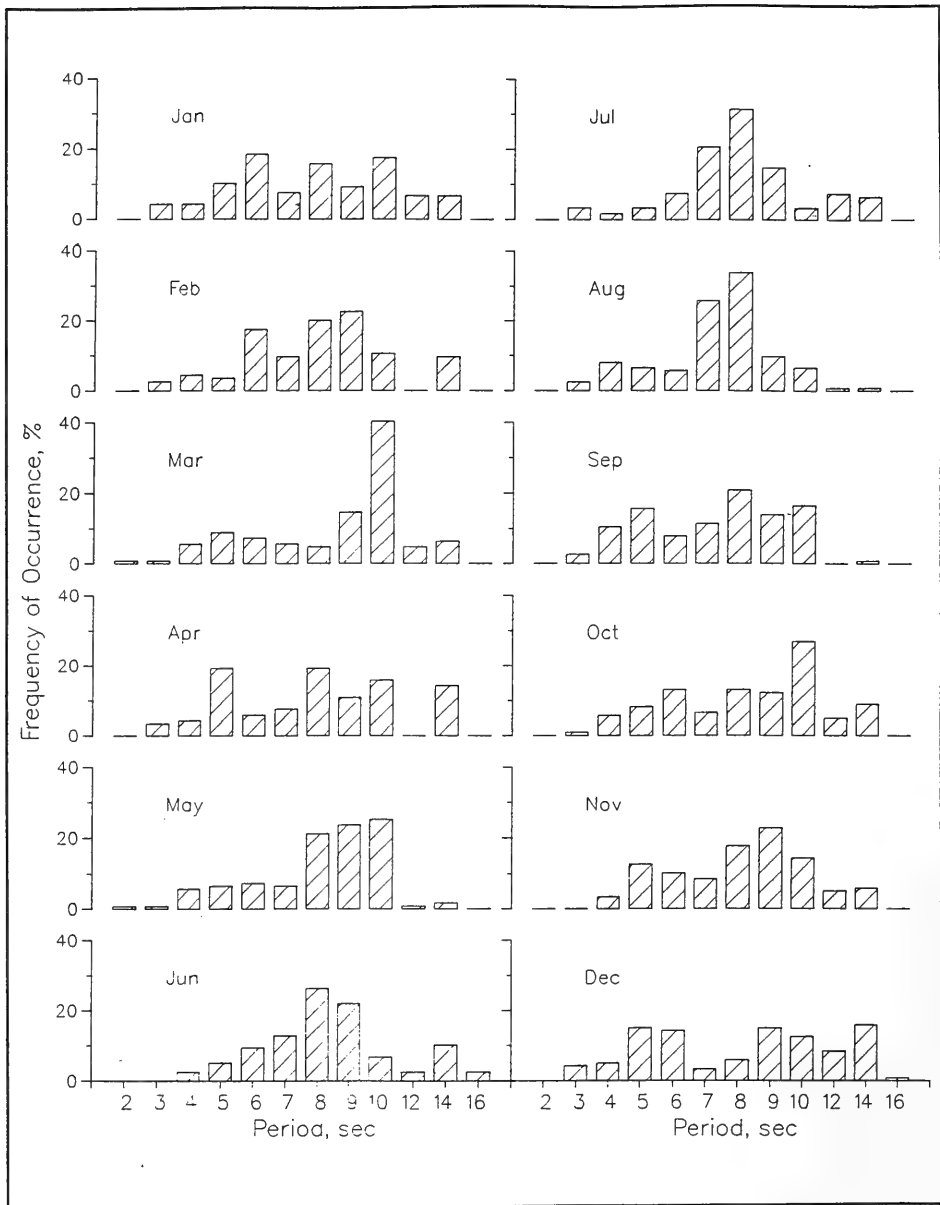 40
20
0
Jan
40
20
0
Feb
40
20
0
Mar
40
20
0
Apr
40
20
0
May
40
20
0
Jun
Frequency of Occurrence, %
Jul
Aug
Sep
Oct
Nov
Dec
2 3 4 5 6 7 8 9 10 12 14 16
Period, sec
2 3 4 5 6 7 8 9 10 12 14 16
Period, sec